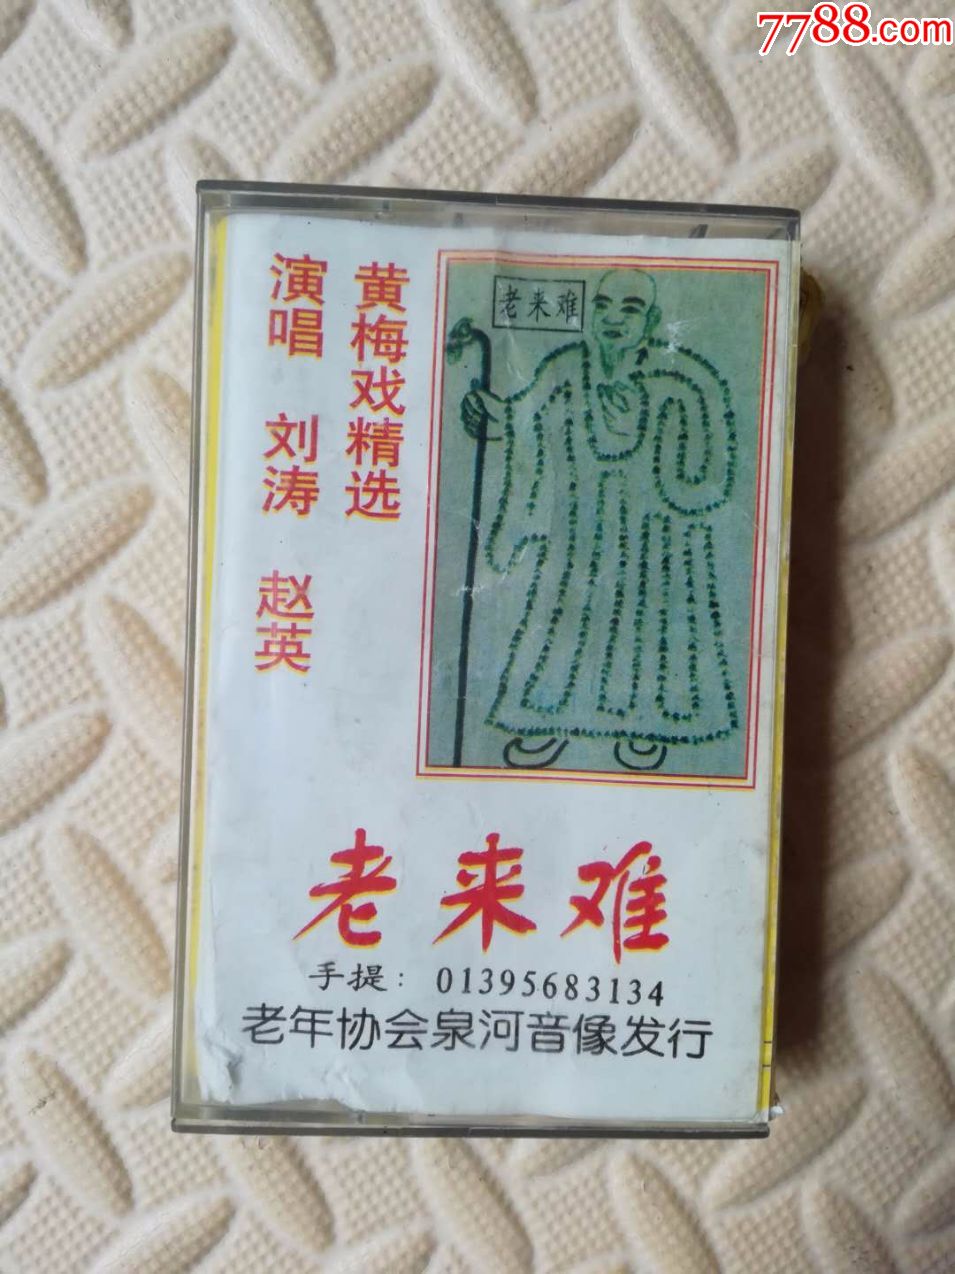 7788.com
黄梅戏精选
演唱 刘涛 赵英
老来难
老来难
手提：01395683134
老年协会泉河音像发行